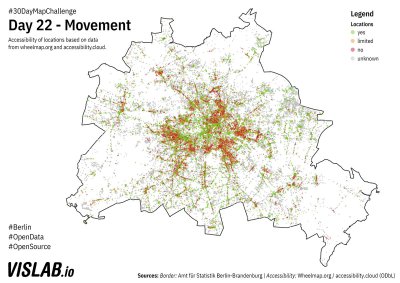 #30DayMapChallenge
Day 22 - Movement
Accessibility of locations based on data
from wheelmap.org and accessibility.cloud.
Legend
Locations
yes
limited
no
unknown
#Berlin
#OpenData
#OpenSource
VISLAB.io
Sources: Border: Amt für Statistik Berlin-Brandenburg | Accessibility: Wheelmap.org / accessibility.cloud (ODbL)